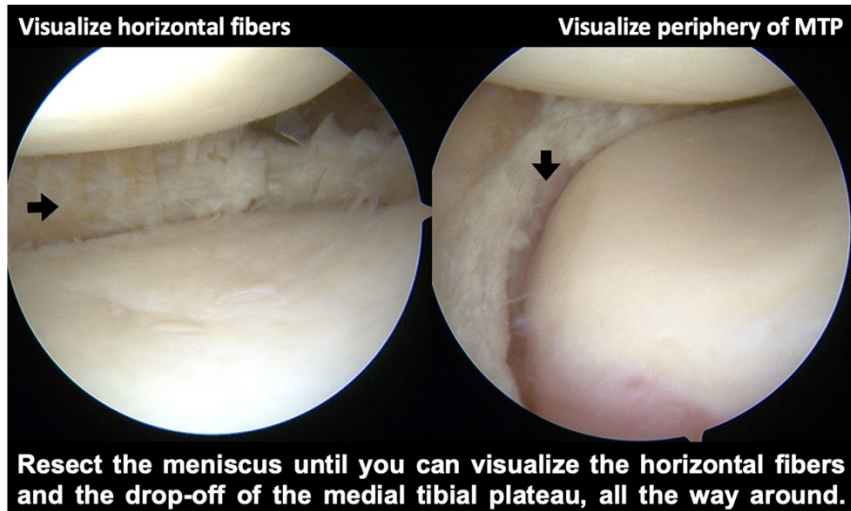 Visualize horizontal fibers
Visualize periphery of MTP
Resect the meniscus until you can visualize the horizontal fibers
and the drop-off of the medial tibial plateau, all the way around.